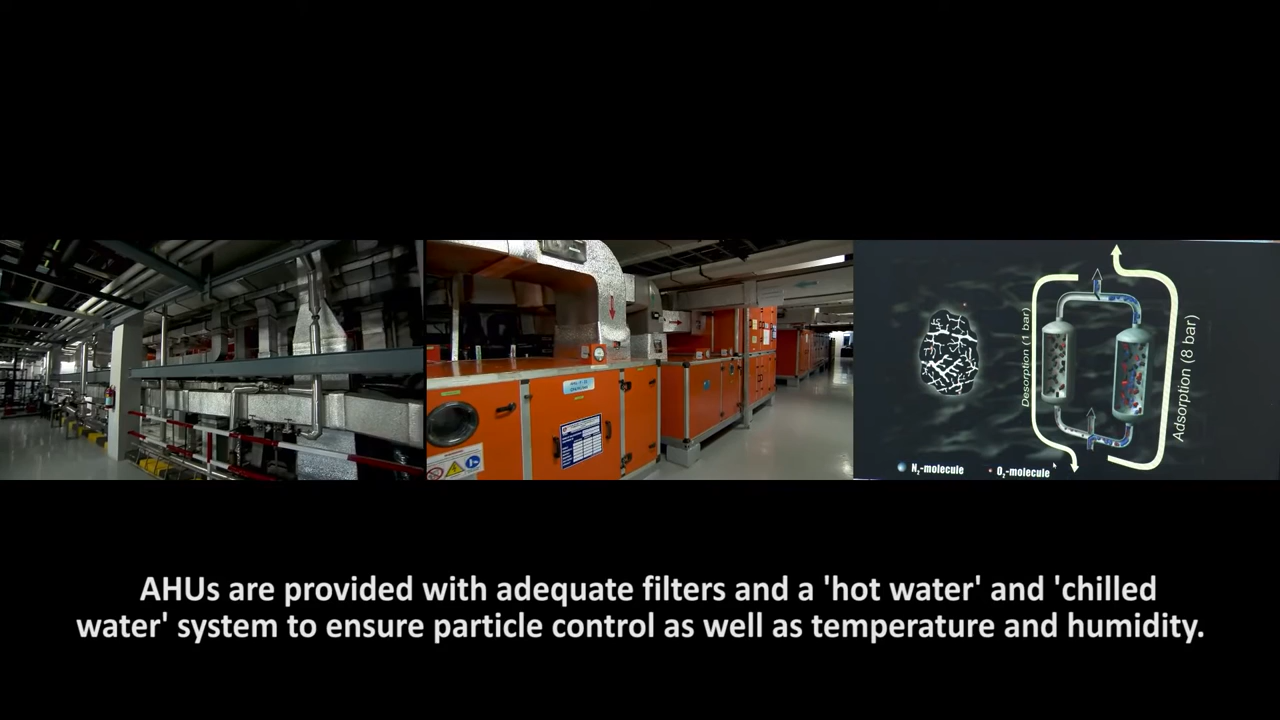 Desorption (1 bar)
Adsorption (8 bar)
N₂-molecule
O₂-molecule
AHUs are provided with adequate filters and a 'hot water' and 'chilled
water' system to ensure particle control as well as temperature and humidity.